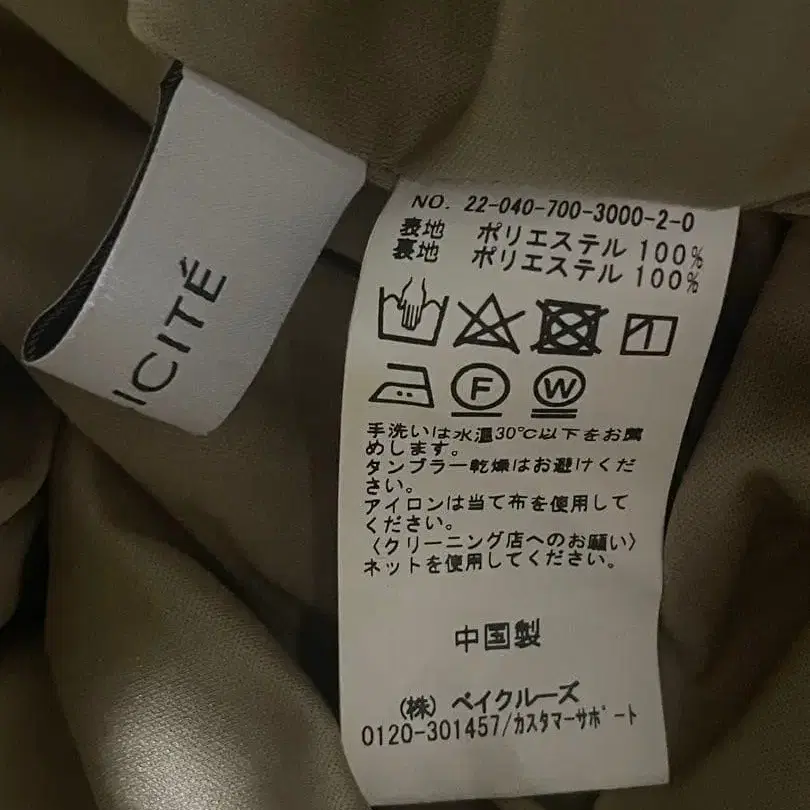 ICITÉ
NO. 22-040-700-3000-2-0
表地 ポリエステル 100%
裏地 ポリエステル 100%
F
W
手洗いは水温30℃以下をお薦
めします。
タンブラー乾燥はお避けくだ
さい。
アイロンは当て布を使用して
ください。
〈クリーニング店へのお願い〉
ネットを使用してください。
中国製
(株) ベイクルーズ
0120-301457/カスタマーサポート